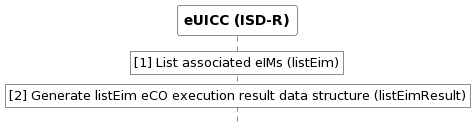 eUICC (ISD-R)
[1] List associated eIMs (listEim)
[2] Generate listEim eCO execution result data structure (listEimResult)